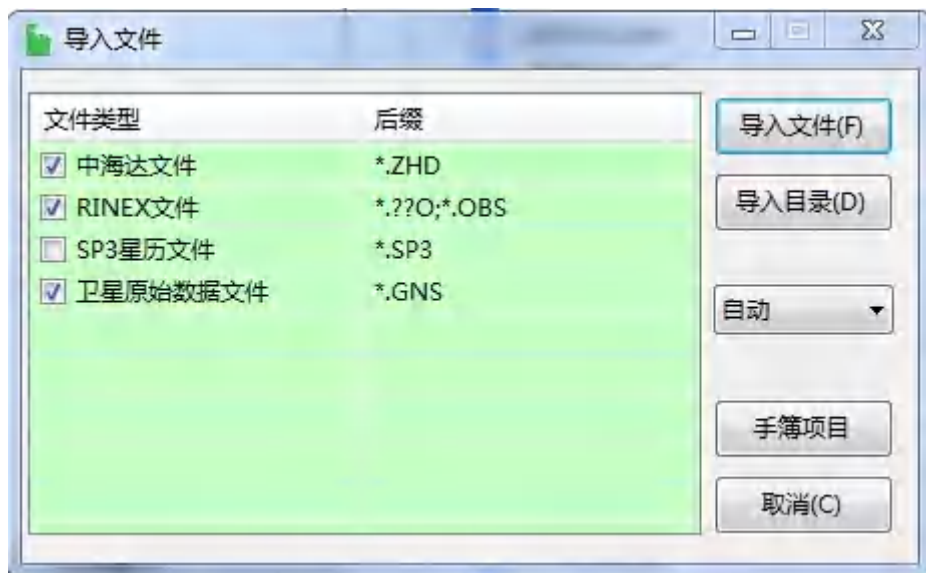 导入文件
文件类型 后缀
中海达文件 *.ZHD
RINEX文件 *.??O;*.OBS
SP3星历文件 *.SP3
卫星原始数据文件 *.GNS
导入文件(F)
导入目录(D)
自动
手簿项目
取消(C)